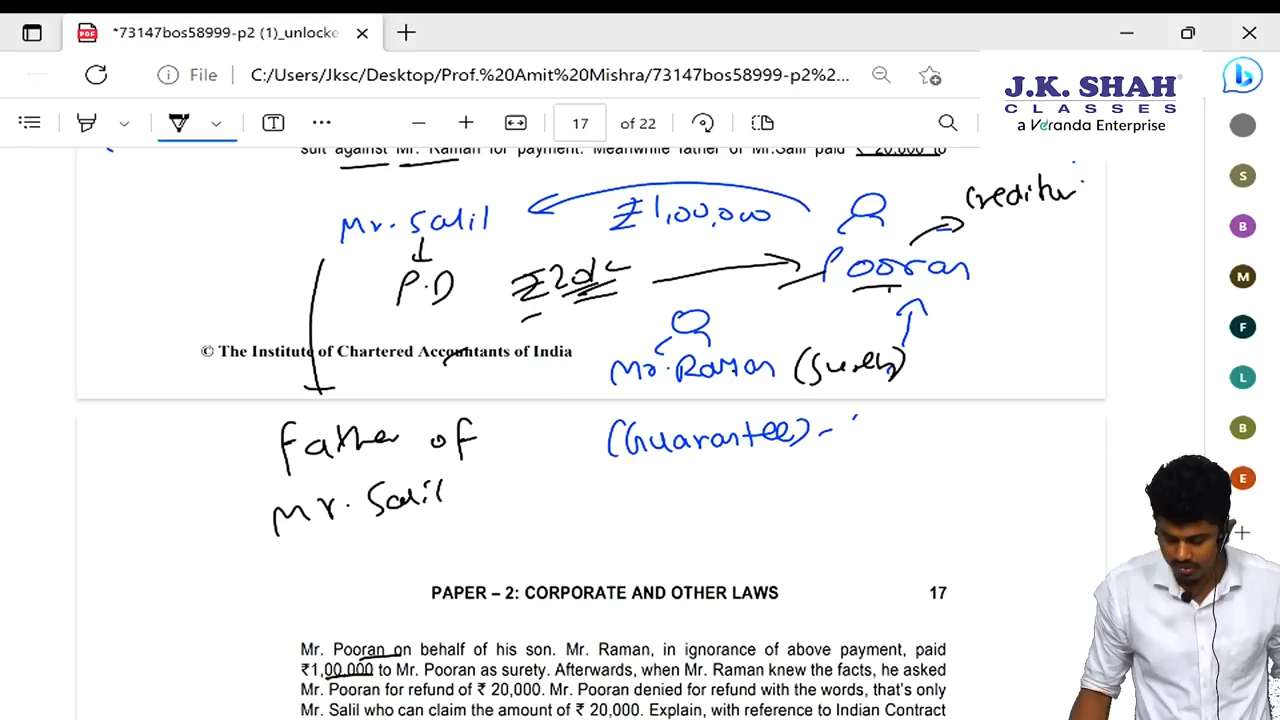 *73147bos58999-p2 (1)_unlocke
File
C:/Users/Jksc/Desktop/Prof.%20Amit%20Mishra/73147bos58999-p2%2...
J.K. SHAH
CLASSES
a Veranda Enterprise
17 of 22
suit against Mr. Raman for payment. Meanwhile father of Mr.Salil paid ₹ 20,000 to
creditor
Mr. Salil ₹1,00,000
Pooran
P.D ₹20k
© The Institute of Chartered Accountants of India
Mr. Raman (Surety)
father of (Guarantee)
Mr. Salil
PAPER – 2: CORPORATE AND OTHER LAWS 17
Mr. Pooran on behalf of his son. Mr. Raman, in ignorance of above payment, paid
₹1,00,000 to Mr. Pooran as surety. Afterwards, when Mr. Raman knew the facts, he asked
Mr. Pooran for refund of ₹ 20,000. Mr. Pooran denied for refund with the words, that's only
Mr. Salil who can claim the amount of ₹ 20,000. Explain, with reference to Indian Contract
S
B
M
F
L
B
E